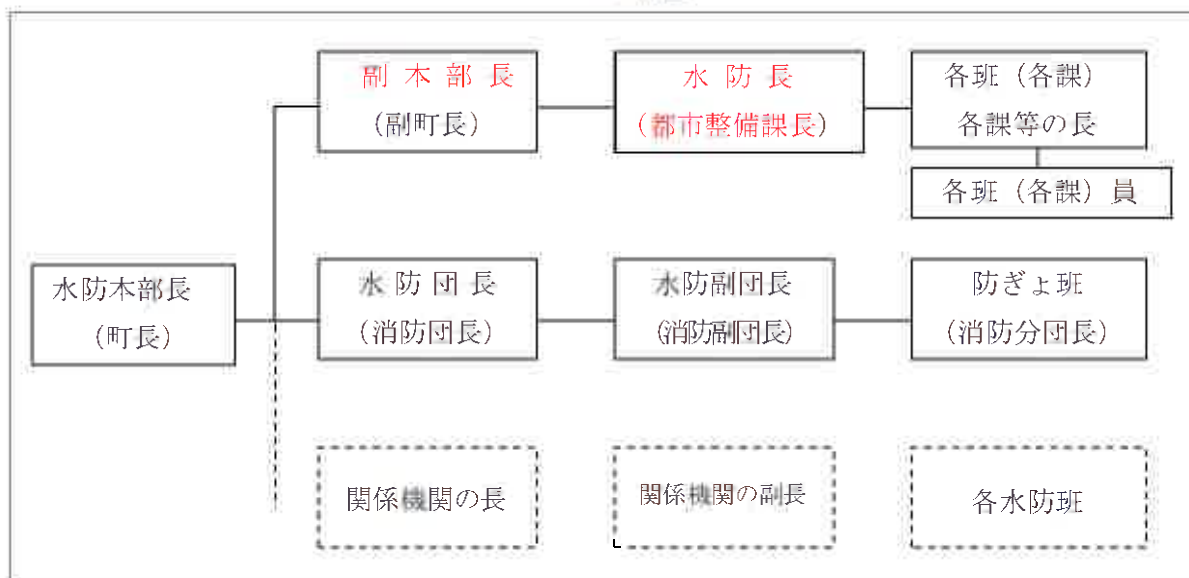 副本部長
(副町長)
水防長
(都市整備課長)
各班（各課）
各課等の長
各班（各課）員
水防本部長
(町長)
水防団長
(消防団長)
水防副団長
(消防副団長)
防ぎょ班
(消防分団長)
関係機関の長
関係機関の副長
各水防班